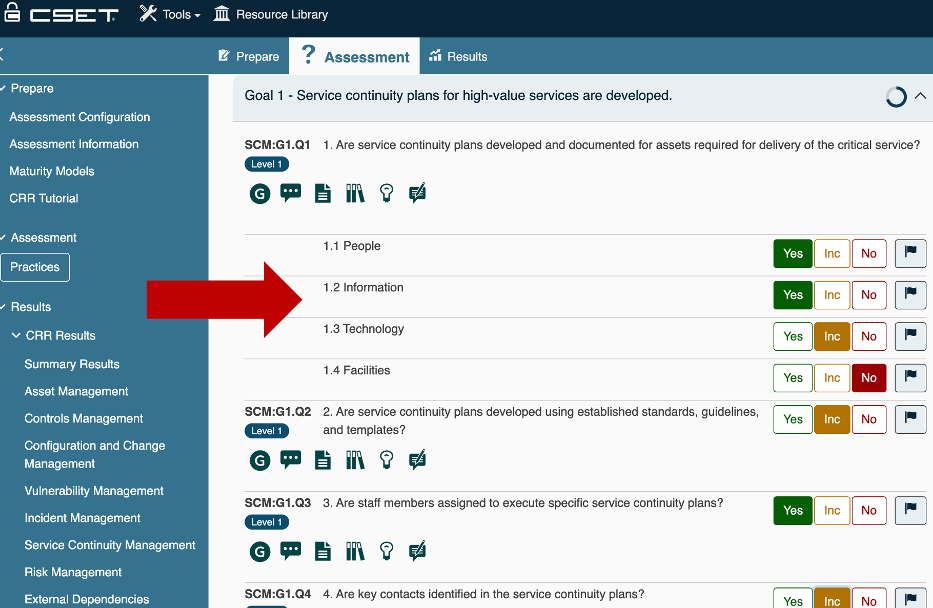 CSET
Tools
Resource Library
Prepare
? Assessment
Results
Prepare
Assessment Configuration
Assessment Information
Maturity Models
CRR Tutorial
Assessment
Practices
Results
CRR Results
Summary Results
Asset Management
Controls Management
Configuration and Change
Management
Vulnerability Management
Incident Management
Service Continuity Management
Risk Management
External Dependencies
Goal 1 - Service continuity plans for high-value services are developed.
SCM:G1.Q1 1. Are service continuity plans developed and documented for assets required for delivery of the critical service?
Level 1
G
1.1 People Yes Inc No
1.2 Information Yes Inc No
1.3 Technology Yes Inc No
1.4 Facilities Yes Inc No
SCM:G1.Q2 2. Are service continuity plans developed using established standards, guidelines, Yes Inc No
Level 1 and templates?
G
SCM:G1.Q3 3. Are staff members assigned to execute specific service continuity plans? Yes Inc No
Level 1
G
SCM:G1.Q4 4. Are key contacts identified in the service continuity plans? Yes Inc No